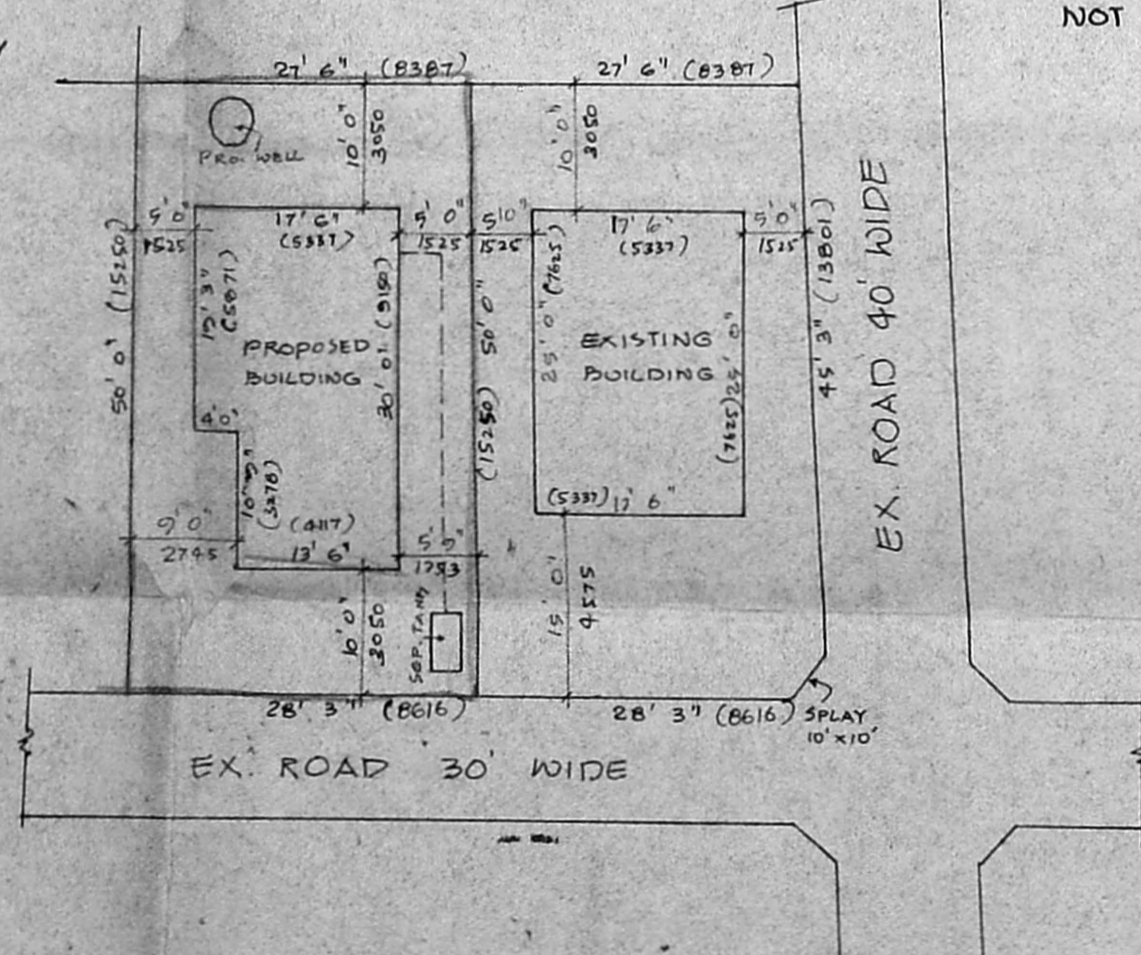 NOT
27' 6" (8387)
27' 6" (8387)
PRO. WELL
10' 0"
3050
10' 0"
3050
5' 0"
1525
17' 6"
(5337)
5' 0"
1525
5' 0"
1525
17' 6"
(5337)
5' 0"
1525
50' 0" (15250)
19' 3"
(5871)
30' 0" (9150)
50' 0"
(15250)
25' 0" (7625)
(7625) 25' 0"
45' 3" (13801)
PROPOSED
BUILDING
EXISTING
BUILDING
EX. ROAD 40' WIDE
4' 0"
10' 9"
(3278)
9' 0"
2745
(4117)
13' 6"
5' 9"
1753
(5337) 17' 6"
10' 0"
3050
SEP. TANK
15' 0"
4575
28' 3" (8616)
28' 3" (8616)
SPLAY
10' x 10'
EX. ROAD 30' WIDE